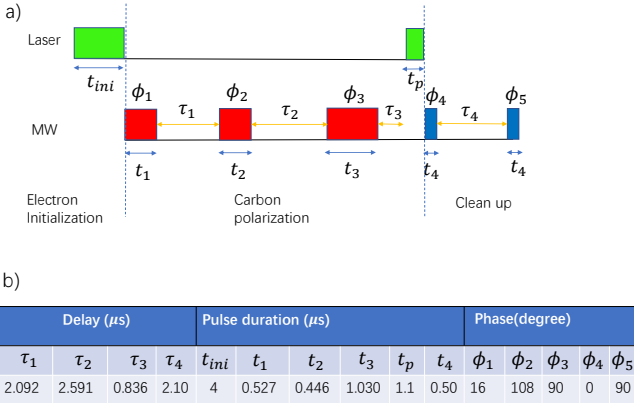 a)
Laser
t_ini
t_p
ϕ₁ τ₁ ϕ₂ τ₂ ϕ₃ τ₃ ϕ₄ τ₄ ϕ₅
MW
t₁ t₂ t₃ t₄ t₄
Electron
Initialization
Carbon
polarization
Clean up
b)
Delay (μs) Pulse duration (μs) Phase(degree)
τ₁ τ₂ τ₃ τ₄ t_ini t₁ t₂ t₃ t_p t₄ ϕ₁ ϕ₂ ϕ₃ ϕ₄ ϕ₅
2.092 2.591 0.836 2.10 4 0.527 0.446 1.030 1.1 0.50 16 108 90 0 90